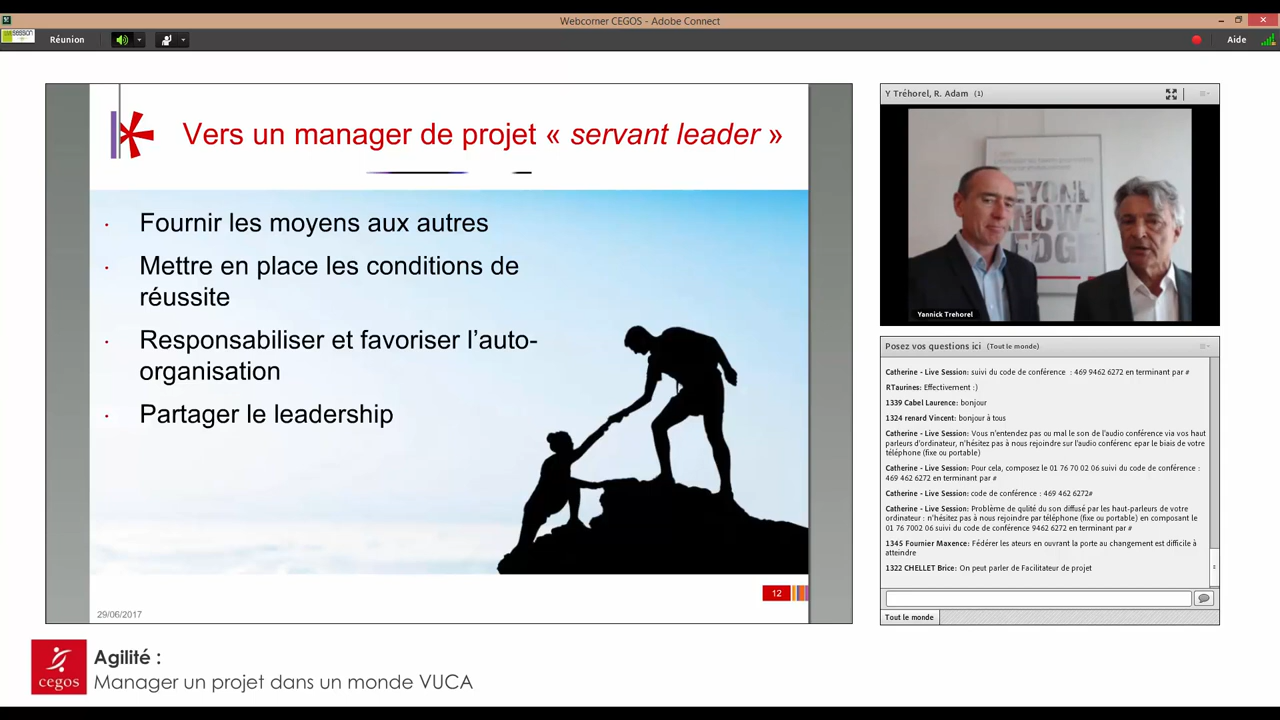 Webcorner CEGOS - Adobe Connect
Réunion
Aide
Vers un manager de projet « servant leader »
· Fournir les moyens aux autres
· Mettre en place les conditions de
réussite
· Responsabiliser et favoriser l’auto-
organisation
· Partager le leadership
12
29/06/2017
cegos
Agilité :
Manager un projet dans un monde VUCA
Y Tréhorel, R. Adam (1)
BEYOND
KNOW
EDGE
Yannick Trehorel
Posez vos questions ici (Tout le monde)
Catherine - Live Session: suivi du code de conférence : 469 9462 6272 en terminant par #
RTaurines: Effectivement :)
1339 Cabel Laurence: bonjour
1324 renard Vincent: bonjour à tous
Catherine - Live Session: Vous n'entendez pas ou mal le son de l'audio conférence via vos haut
parleurs d'ordinateur, n'hésitez pas à nous rejoindre sur l'audio conférenc epar le biais de votre
téléphone (fixe ou portable)
Catherine - Live Session: Pour cela, composez le 01 76 70 02 06 suivi du code de conférence :
469 462 6272 en terminant par #
Catherine - Live Session: code de conférence : 469 462 6272#
Catherine - Live Session: Problème de qulité du son diffusé par les haut-parleurs de votre
ordinateur : n'hésitez pas à nous rejoindre par téléphone (fixe ou portable) en composant le
01 76 7002 06 suivi du code de conférence 9462 6272 en terminant par #
1345 Fournier Maxence: Fédérer les ateurs en ouvrant la porte au changement est difficile à
atteindre
1322 CHELLET Brice: On peut parler de Facilitateur de projet
Tout le monde